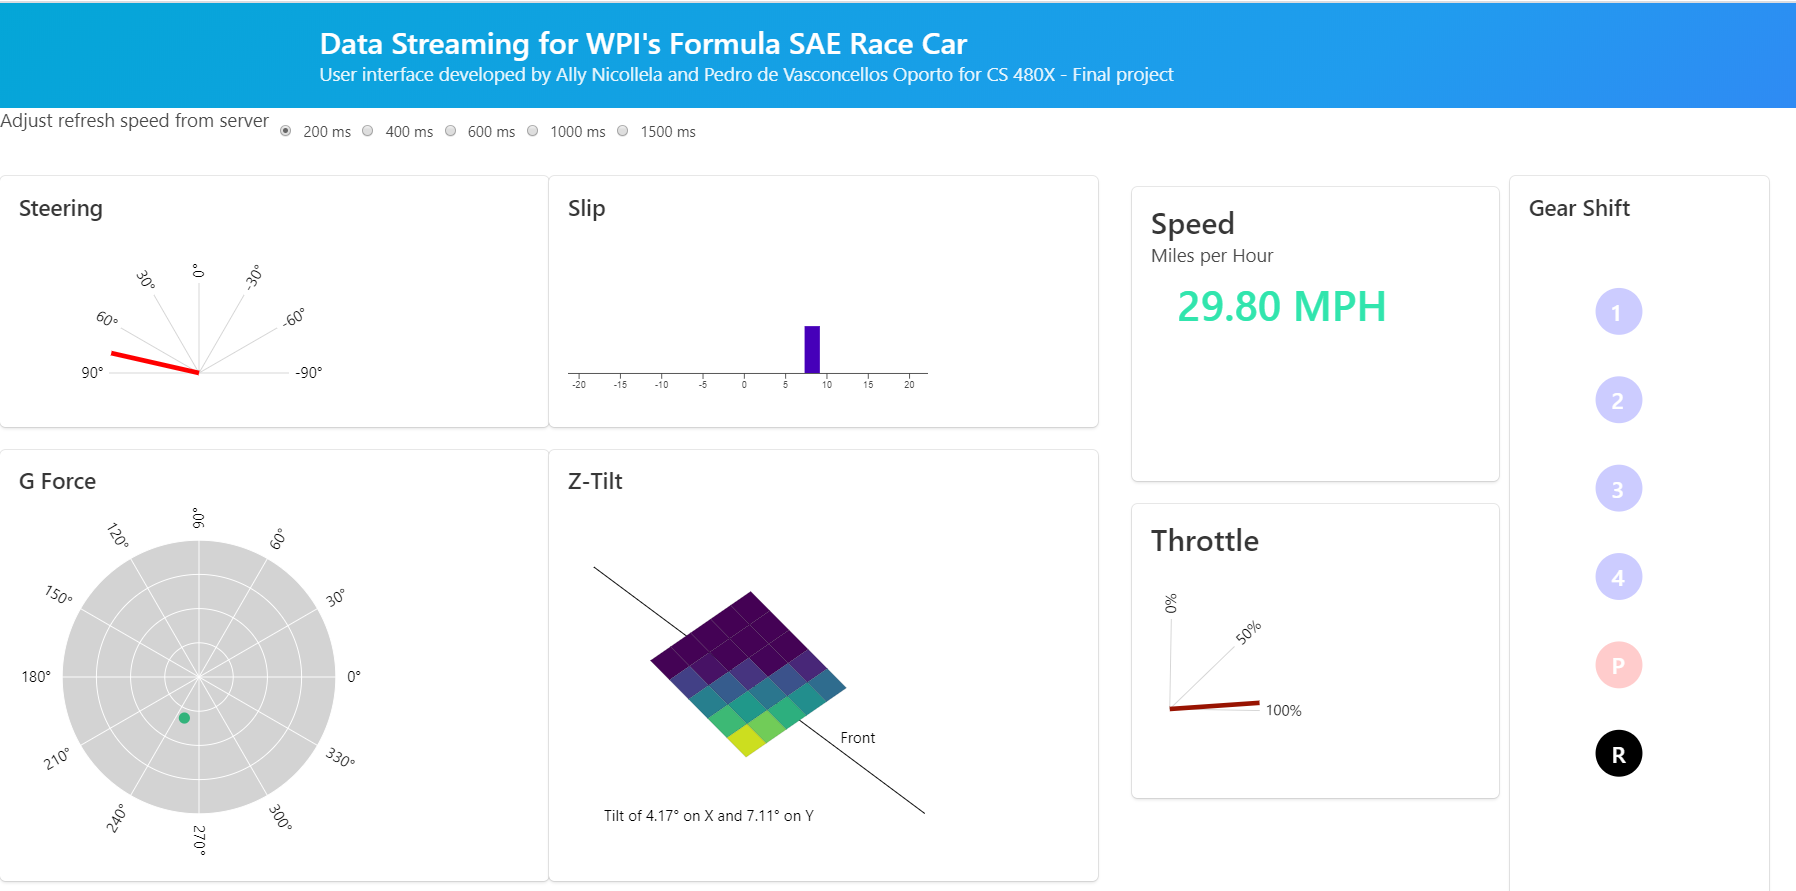 Data Streaming for WPI's Formula SAE Race Car
User interface developed by Ally Nicollela and Pedro de Vasconcellos Oporto for CS 480X - Final project
Adjust refresh speed from server 200 ms 400 ms 600 ms 1000 ms 1500 ms
Steering
90°
60°
30°
0°
-30°
-60°
-90°
Slip
-20 -15 -10 -5 0 5 10 15 20
Speed
Miles per Hour
29.80 MPH
Gear Shift
1
2
3
4
P
R
G Force
90°
60°
30°
0°
330°
300°
270°
240°
210°
180°
150°
120°
Z-Tilt
Front
Tilt of 4.17° on X and 7.11° on Y
Throttle
0%
50%
100%